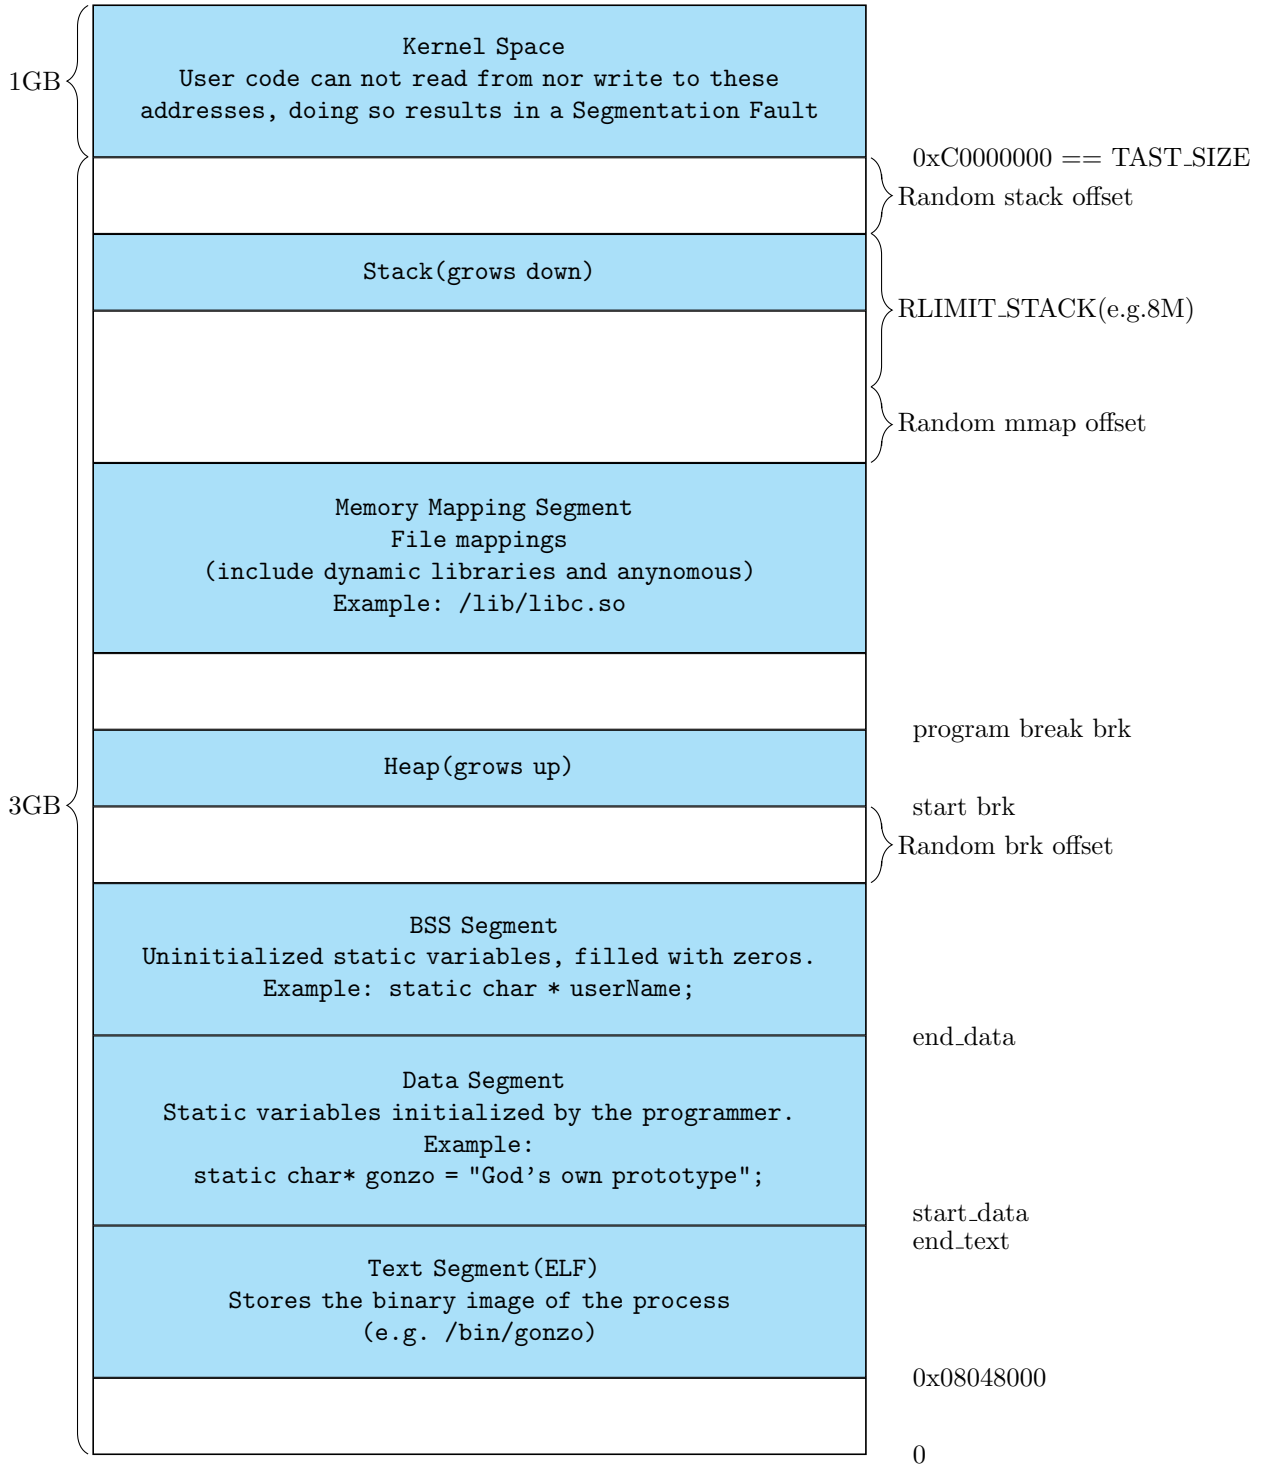 Kernel Space
1GB
User code can not read from nor write to these
addresses, doing so results in a Segmentation Fault
0xC0000000 == TAST_SIZE
Random stack offset
Stack(grows down)
RLIMIT_STACK(e.g.8M)
Random mmap offset
Memory Mapping Segment
File mappings
(include dynamic libraries and anynomous)
Example: /lib/libc.so
program break brk
Heap(grows up)
3GB
start brk
Random brk offset
BSS Segment
Uninitialized static variables, filled with zeros.
Example: static char * userName;
end_data
Data Segment
Static variables initialized by the programmer.
Example:
static char* gonzo = "God's own prototype";
start_data
end_text
Text Segment(ELF)
Stores the binary image of the process
(e.g. /bin/gonzo)
0x08048000
0